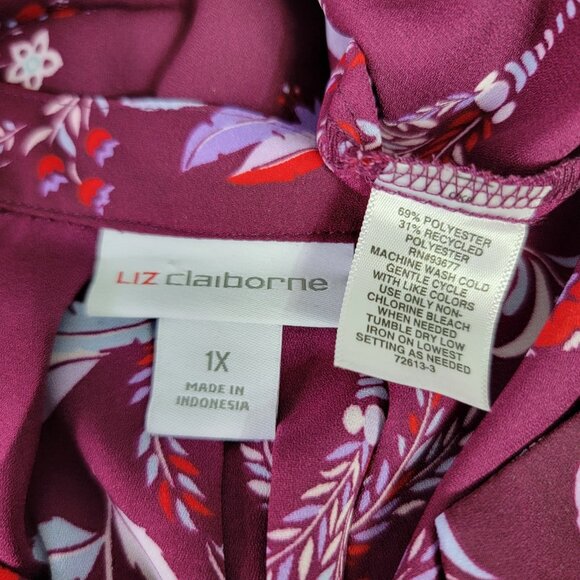 LIZ claiborne
1X
MADE IN
INDONESIA
69% POLYESTER
31% RECYCLED
POLYESTER
RN#93677
MACHINE WASH COLD
GENTLE CYCLE
WITH LIKE COLORS
USE ONLY NON-
CHLORINE BLEACH
WHEN NEEDED
TUMBLE DRY LOW
IRON ON LOWEST
SETTING AS NEEDED
72613-3